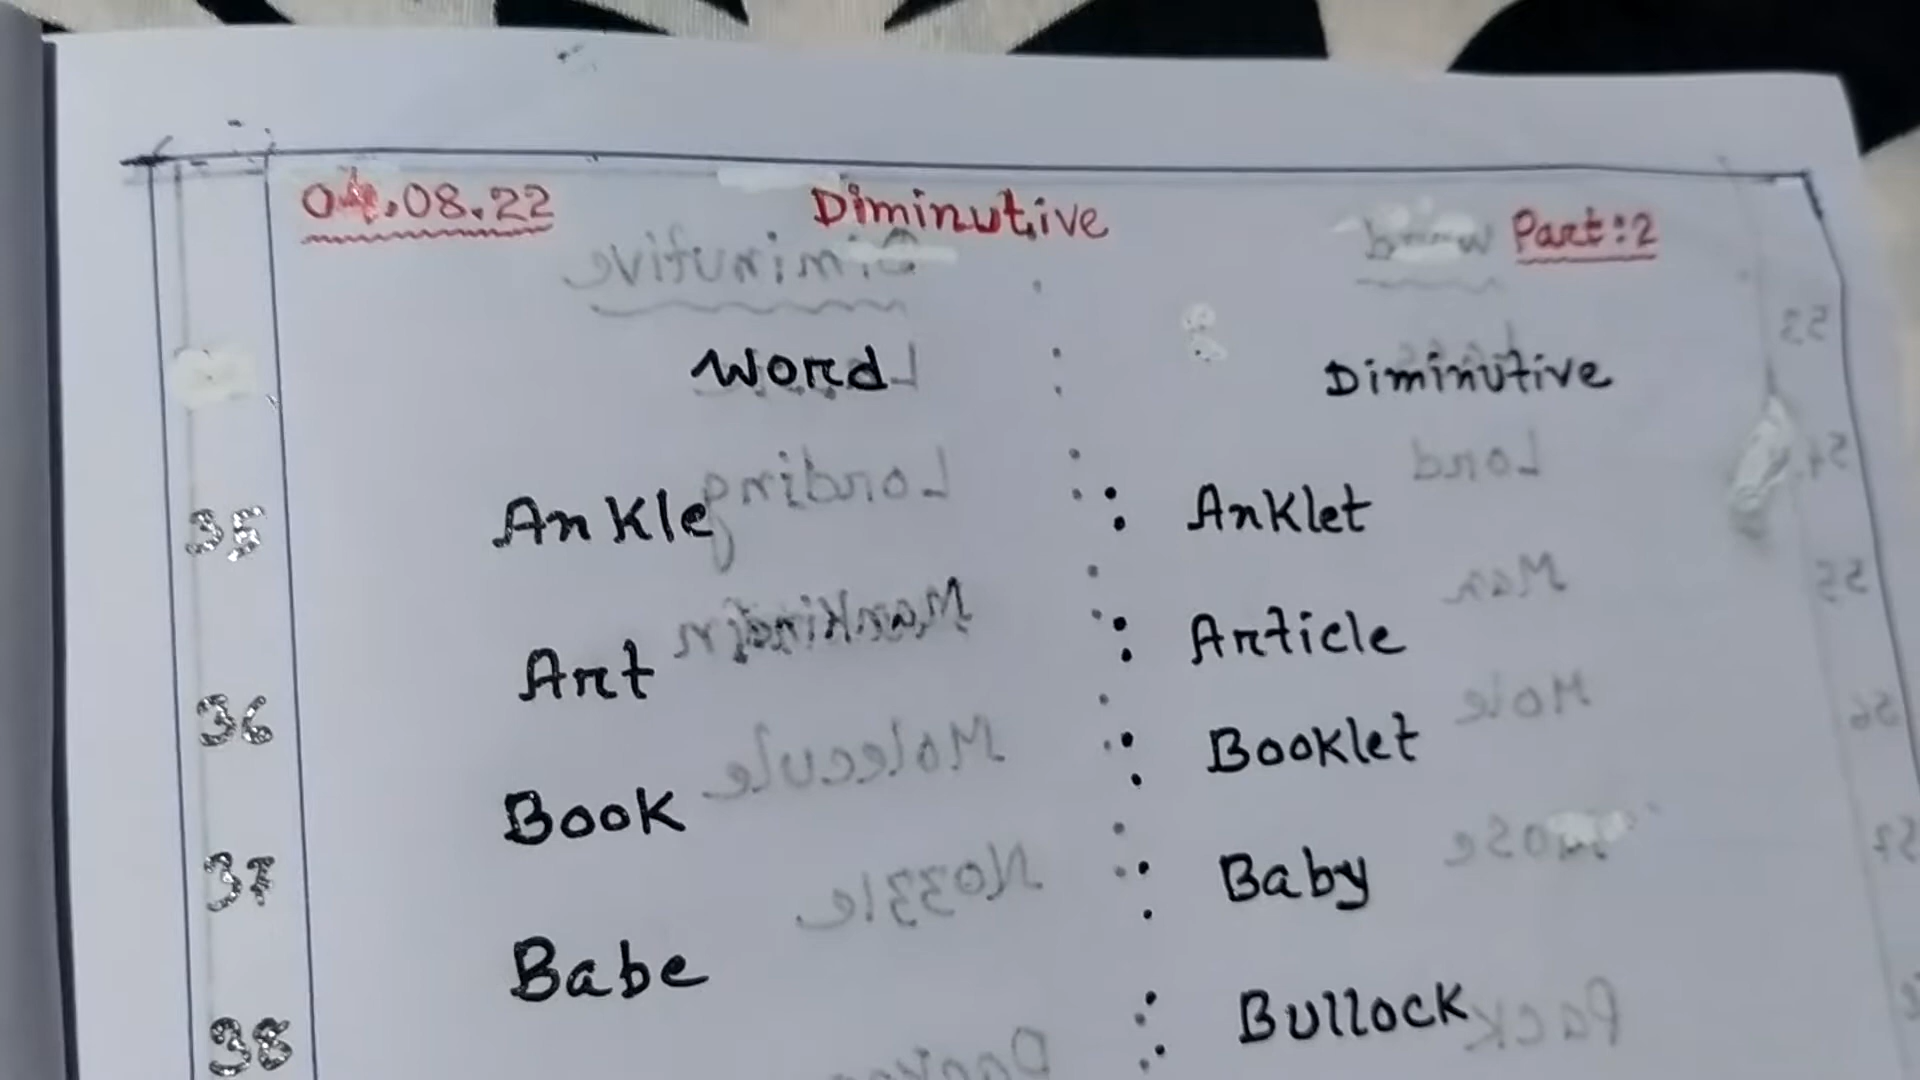 04.08.22 Diminutive Part:2
Word : Diminutive
35 Ankle : Anklet
36 Art : Article
37 Book : Booklet
38 Babe : Baby
Bullock